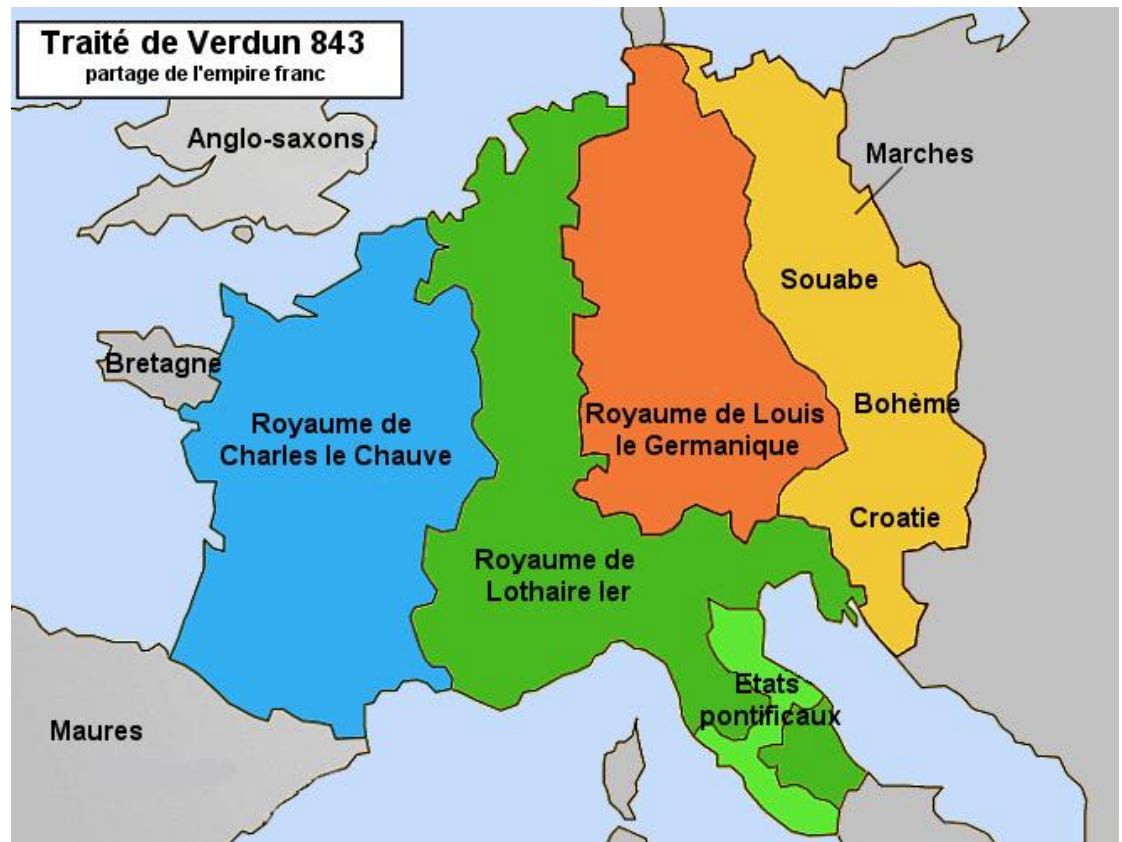 Traité de Verdun 843
partage de l'empire franc
Anglo-saxons
Marches
Souabe
Bretagne
Bohème
Royaume de
Charles le Chauve
Royaume de Louis
le Germanique
Croatie
Royaume de
Lothaire Ier
Etats
pontificaux
Maures